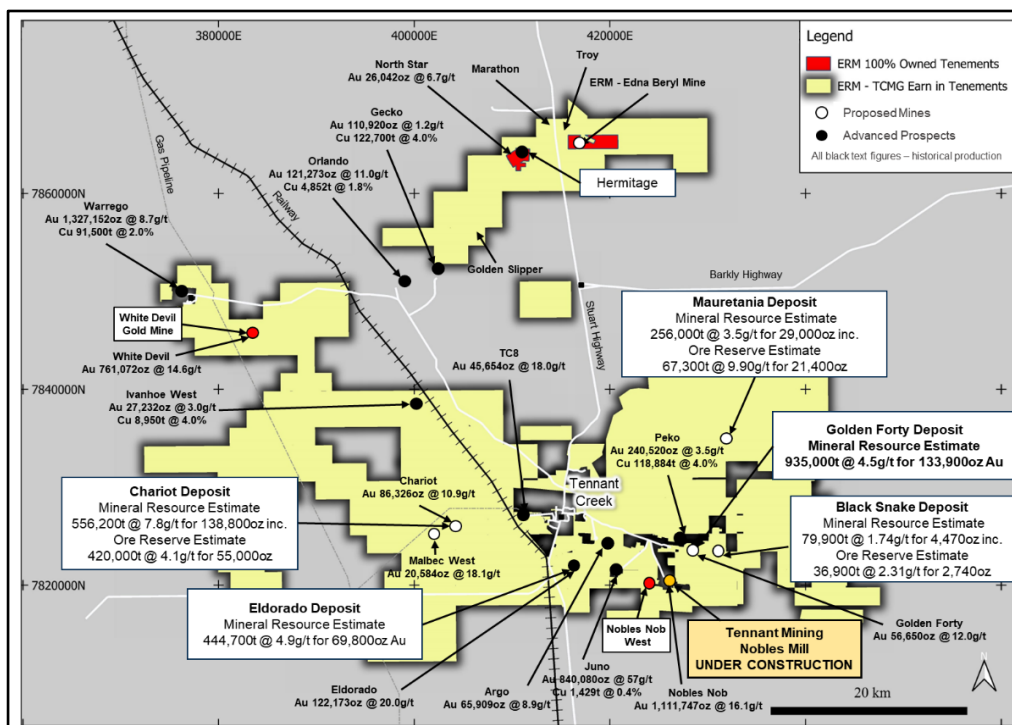 380000E
400000E
420000E
Legend
ERM 100% Owned Tenements
ERM - TCMG Earn in Tenements
Proposed Mines
Advanced Prospects
All black text figures – historical production
North Star
Au 26,042oz @ 6.7g/t
Marathon
Troy
ERM - Edna Beryl Mine
Gecko
Au 110,920oz @ 1.2g/t
Cu 122,700t @ 4.0%
Orlando
Au 121,273oz @ 11.0g/t
Cu 4,852t @ 1.8%
Hermitage
Gas Pipeline
Railway
7860000N
Warrego
Au 1,327,152oz @ 8.7g/t
Cu 91,500t @ 2.0%
Golden Slipper
Barkly Highway
Stuart Highway
White Devil
Gold Mine
White Devil
Au 761,072oz @ 14.6g/t
Mauretania Deposit
Mineral Resource Estimate
256,000t @ 3.5g/t for 29,000oz inc.
Ore Reserve Estimate
67,300t @ 9.90g/t for 21,400oz
TC8
Au 45,654oz @ 18.0g/t
7840000N
Ivanhoe West
Au 27,232oz @ 3.0g/t
Cu 8,950t @ 4.0%
Peko
Au 240,520oz @ 3.5g/t
Cu 118,884t @ 4.0%
Golden Forty Deposit
Mineral Resource Estimate
935,000t @ 4.5g/t for 133,900oz Au
Tennant
Creek
Chariot
Au 86,326oz @ 10.9g/t
Chariot Deposit
Mineral Resource Estimate
556,200t @ 7.8g/t for 138,800oz inc.
Ore Reserve Estimate
420,000t @ 4.1g/t for 55,000oz
Black Snake Deposit
Mineral Resource Estimate
79,900t @ 1.74g/t for 4,470oz inc.
Ore Reserve Estimate
36,900t @ 2.31g/t for 2,740oz
Malbec West
Au 20,584oz @ 18.1g/t
7820000N
Eldorado Deposit
Mineral Resource Estimate
444,700t @ 4.9g/t for 69,800oz Au
Nobles Nob
West
Tennant Mining
Nobles Mill
UNDER CONSTRUCTION
Golden Forty
Au 56,650oz @ 12.0g/t
Eldorado
Au 122,173oz @ 20.0g/t
Argo
Au 65,909oz @ 8.9g/t
Juno
Au 840,080oz @ 57g/t
Cu 1,429t @ 0.4%
Nobles Nob
Au 1,111,747oz @ 16.1g/t
N
20 km